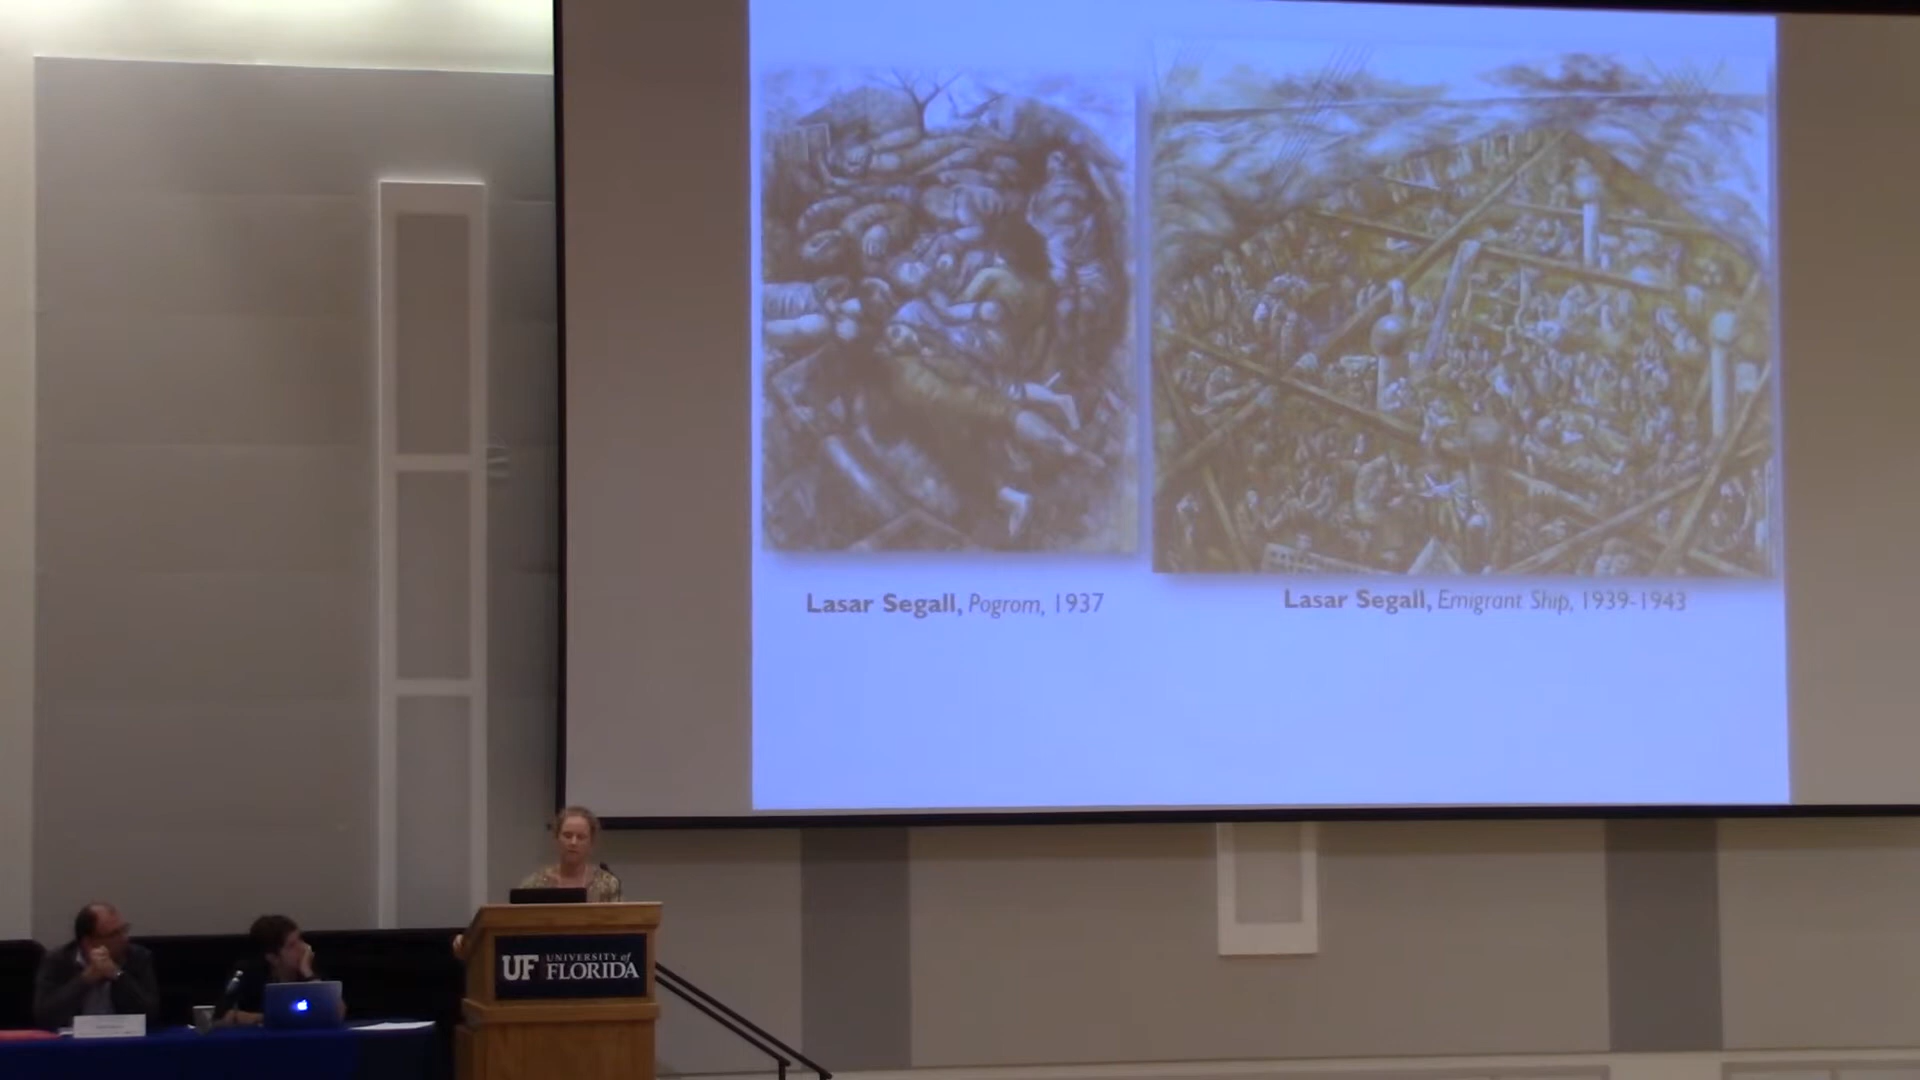 Lasar Segall, Pogrom, 1937
Lasar Segall, Emigrant Ship, 1939-1943
UF UNIVERSITY of
FLORIDA